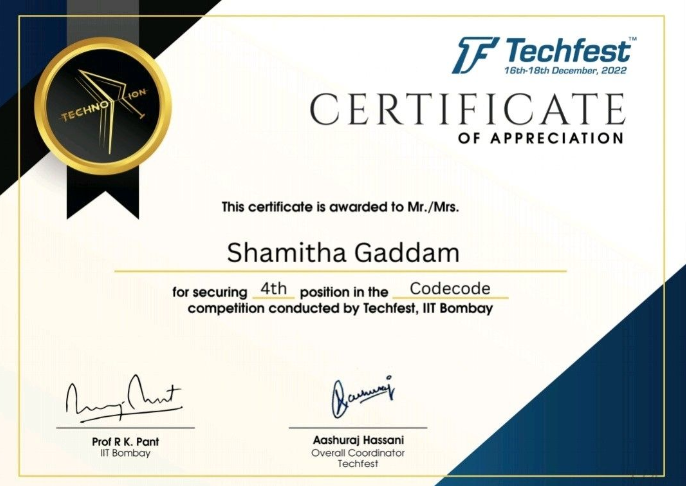 TECHNORION
TF Techfest™
16th-18th December, 2022
CERTIFICATE
OF APPRECIATION
This certificate is awarded to Mr./Mrs.
Shamitha Gaddam
for securing 4th position in the Codecode
competition conducted by Techfest, IIT Bombay
Prof R K. Pant
IIT Bombay
Aashuraj Hassani
Overall Coordinator
Techfest